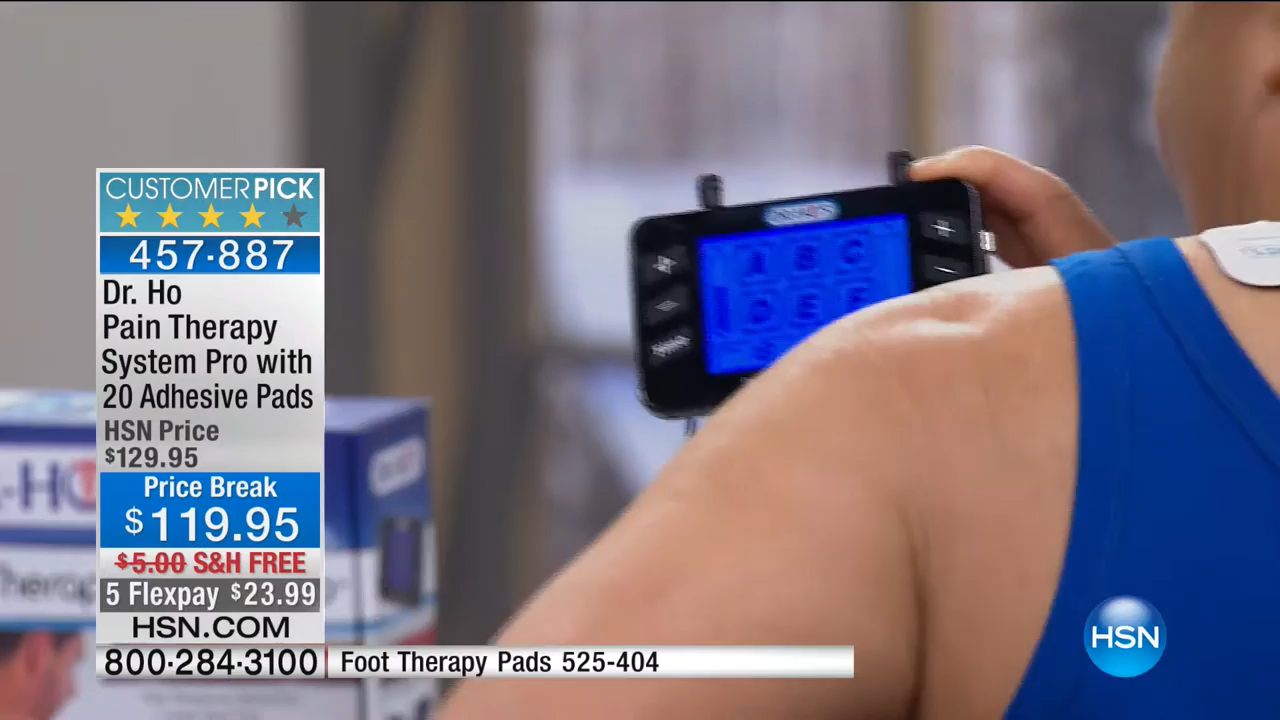 CUSTOMERPICK
457·887
Dr. Ho
Pain Therapy
System Pro with
20 Adhesive Pads
HSN Price
$129.95
Price Break
$119.95
$5.00 S&H FREE
5 Flexpay $23.99
HSN.COM
800·284·3100
Foot Therapy Pads 525-404
HSN
A B C
D E F
+
-